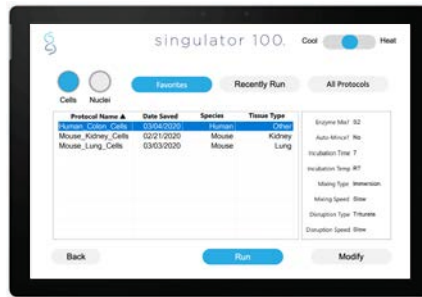 singulator 100.
Cool Heat
Cells Nuclei
Favorites Recently Run All Protocols
Protocol Name ▲ Date Saved Species Tissue Type
Human_Colon_Cells 03/04/2020 Human Other
Mouse_Kidney_Cells 02/21/2020 Mouse Kidney
Mouse_Lung_Cells 03/03/2020 Mouse Lung
Enzyme Mix? S2
Auto-Mince? No
Incubation Time 7
Incubation Temp RT
Mixing Type Immersion
Mixing Speed Slow
Disruption Type Triturate
Disruption Speed Slow
Back Run Modify